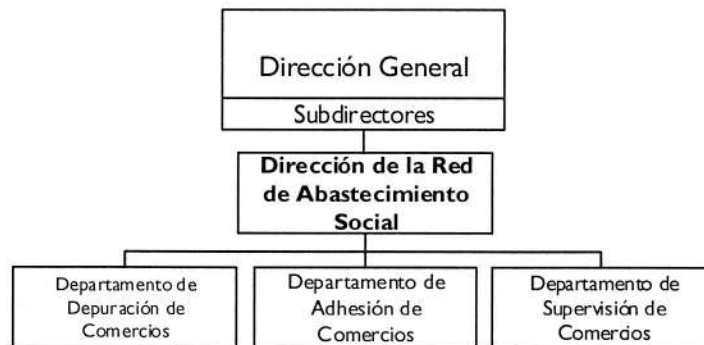 Dirección General
Subdirectores
Dirección de la Red
de Abastecimiento
Social
Departamento de
Depuración de
Comercios
Departamento de
Adhesión de
Comercios
Departamento de
Supervisión de
Comercios